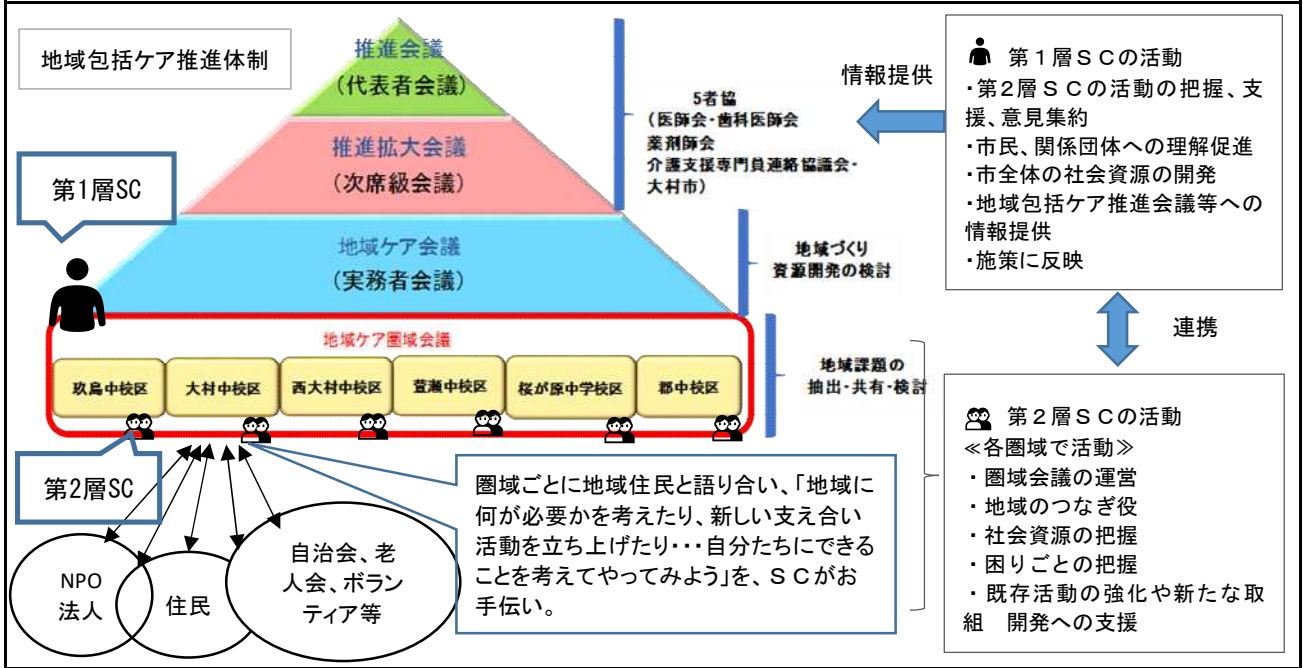 地域包括ケア推進体制
推進会議
(代表者会議)
推進拡大会議
(次席級会議)
地域ケア会議
(実務者会議)
第1層SC
5者協
(医師会・歯科医師会
薬剤師会
介護支援専門員連絡協議会・
大村市)
地域づくり
資源開発の検討
地域課題の
抽出・共有・検討
情報提供
第1層SCの活動
・第2層SCの活動の把握、支
援、意見集約
・市民、関係団体への理解促進
・市全体の社会資源の開発
・地域包括ケア推進会議等への
情報提供
・施策に反映
連携
地域ケア圏域会議
玖島中校区
大村中校区
西大村中校区
萱瀬中校区
桜が原中学校区
郡中校区
第2層SC
NPO
法人
住民
自治会、老
人会、ボラン
ティア等
圏域ごとに地域住民と語り合い、「地域に
何が必要かを考えたり、新しい支え合い
活動を立ち上げたり・・・自分たちにできる
ことを考えてやってみよう」を、SCがお
手伝い。
第2層SCの活動
≪各圏域で活動≫
・圏域会議の運営
・地域のつなぎ役
・社会資源の把握
・困りごとの把握
・既存活動の強化や新たな取
組 開発への支援